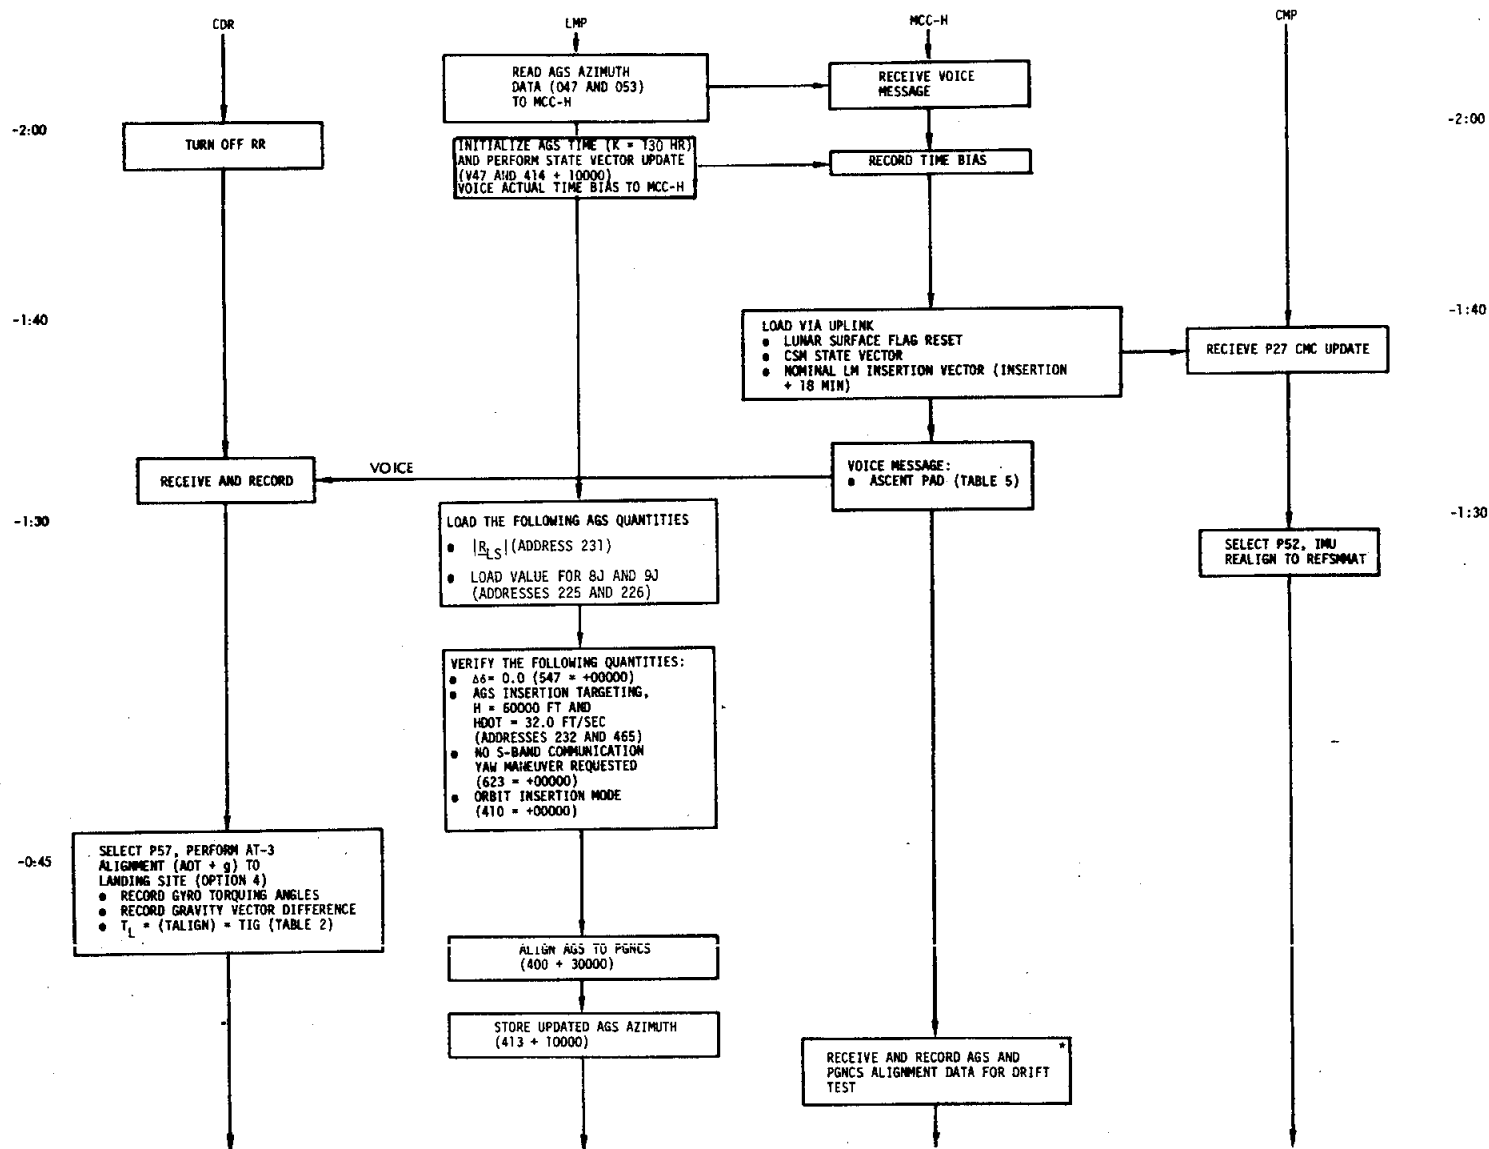 CDR
LMP
MCC-H
CMP
READ AGS AZIMUTH
DATA (047 AND 053)
TO MCC-H
RECEIVE VOICE
MESSAGE
-2:00
-2:00
TURN OFF RR
INITIALIZE AGS TIME (K = 130 HR)
AND PERFORM STATE VECTOR UPDATE
(V47 AND 414 + 10000)
VOICE ACTUAL TIME BIAS TO MCC-H
RECORD TIME BIAS
-1:40
-1:40
LOAD VIA UPLINK
● LUNAR SURFACE FLAG RESET
● CSM STATE VECTOR
● NOMINAL LM INSERTION VECTOR (INSERTION
+ 18 MIN)
RECIEVE P27 CMC UPDATE
RECEIVE AND RECORD
VOICE
VOICE MESSAGE:
● ASCENT PAD (TABLE 5)
-1:30
-1:30
LOAD THE FOLLOWING AGS QUANTITIES
● |R_LS| (ADDRESS 231)
● LOAD VALUE FOR 8J AND 9J
(ADDRESSES 225 AND 226)
SELECT P52, IMU
REALIGN TO REFSMMAT
VERIFY THE FOLLOWING QUANTITIES:
● Δ6= 0.0 (547 = +00000)
● AGS INSERTION TARGETING,
H = 60000 FT AND
HDOT = 32.0 FT/SEC
(ADDRESSES 232 AND 465)
● NO S-BAND COMMUNICATION
YAW MANEUVER REQUESTED
(623 = +00000)
● ORBIT INSERTION MODE
(410 = +00000)
-0:45
SELECT P57, PERFORM AT-3
ALIGNMENT (AOT + g) TO
LANDING SITE (OPTION 4)
● RECORD GYRO TORQUING ANGLES
● RECORD GRAVITY VECTOR DIFFERENCE
● T_L = (TALIGN) = TIG (TABLE 2)
ALIGN AGS TO PGNCS
(400 + 30000)
STORE UPDATED AGS AZIMUTH
(413 + 10000)
RECEIVE AND RECORD AGS AND *
PGNCS ALIGNMENT DATA FOR DRIFT
TEST